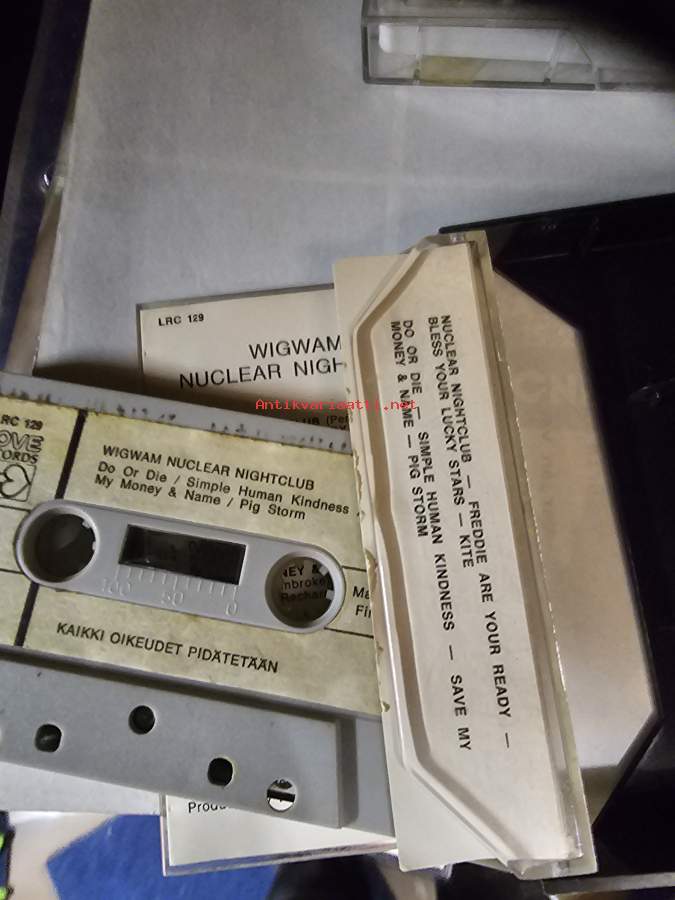 LRC 129
WIGWAM
NUCLEAR
Antikvariaatti.net
LRC 129
LOVE
RECORDS
WIGWAM NUCLEAR NIGHTCLUB
Do Or Die / Simple Human Kindness
My Money & Name / Pig Storm
100 50 0
KAIKKI OIKEUDET PIDÄTETÄÄN
NUCLEAR NIGHTCLUB — FREDDIE ARE YOUR READY —
BLESS YOUR LUCKY STARS — KITE
DO OR DIE — SIMPLE HUMAN KINDNESS — SAVE MY
MONEY & NAME — PIG STORM